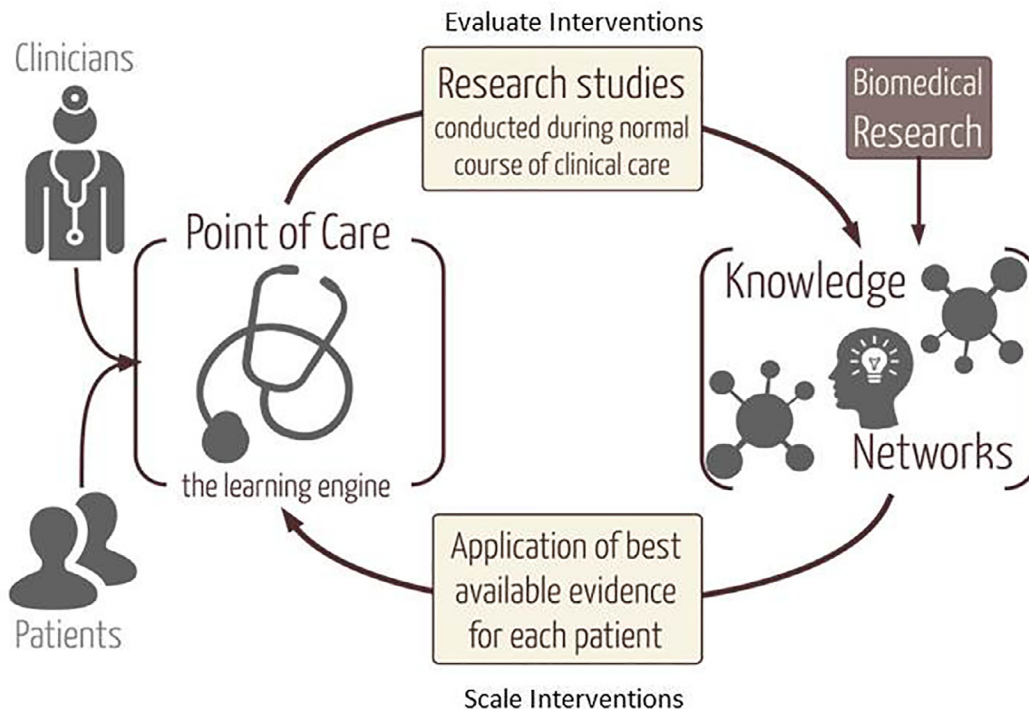 Evaluate Interventions
Clinicians
Research studies
conducted during normal
course of clinical care
Biomedical
Research
Point of Care
the learning engine
Knowledge
Networks
Patients
Application of best
available evidence
for each patient
Scale Interventions